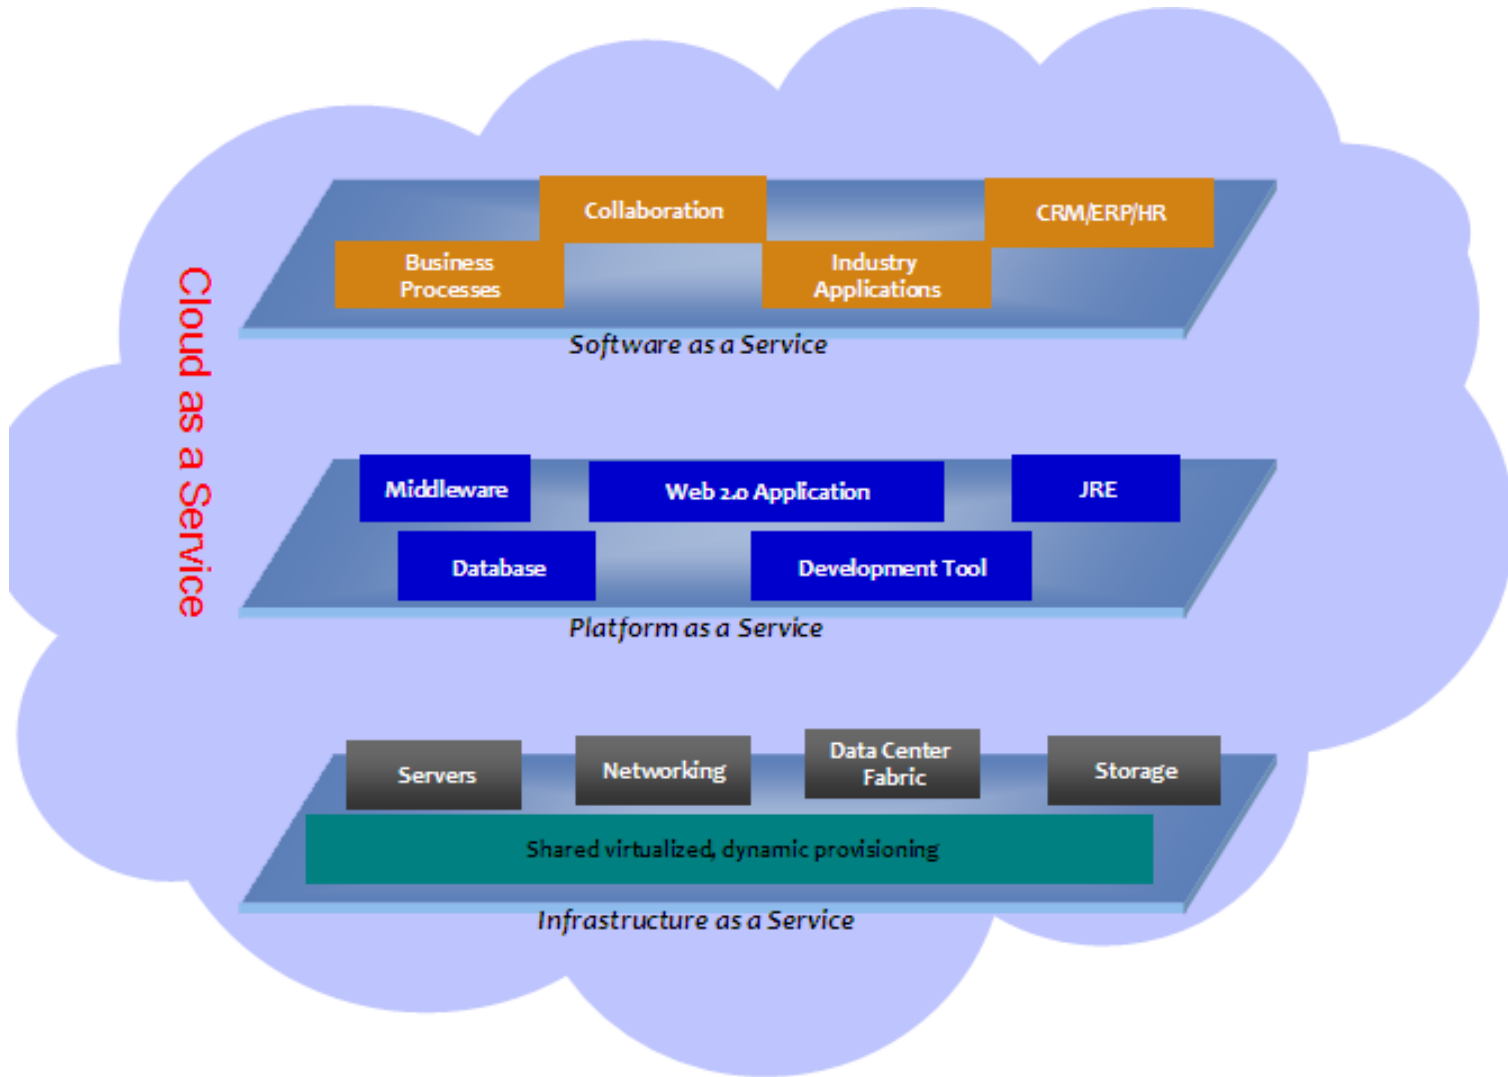 Cloud as a Service
Collaboration
CRM/ERP/HR
Business
Processes
Industry
Applications
Software as a Service
Middleware
Web 2.0 Application
JRE
Database
Development Tool
Platform as a Service
Servers
Networking
Data Center
Fabric
Storage
Shared virtualized, dynamic provisioning
Infrastructure as a Service